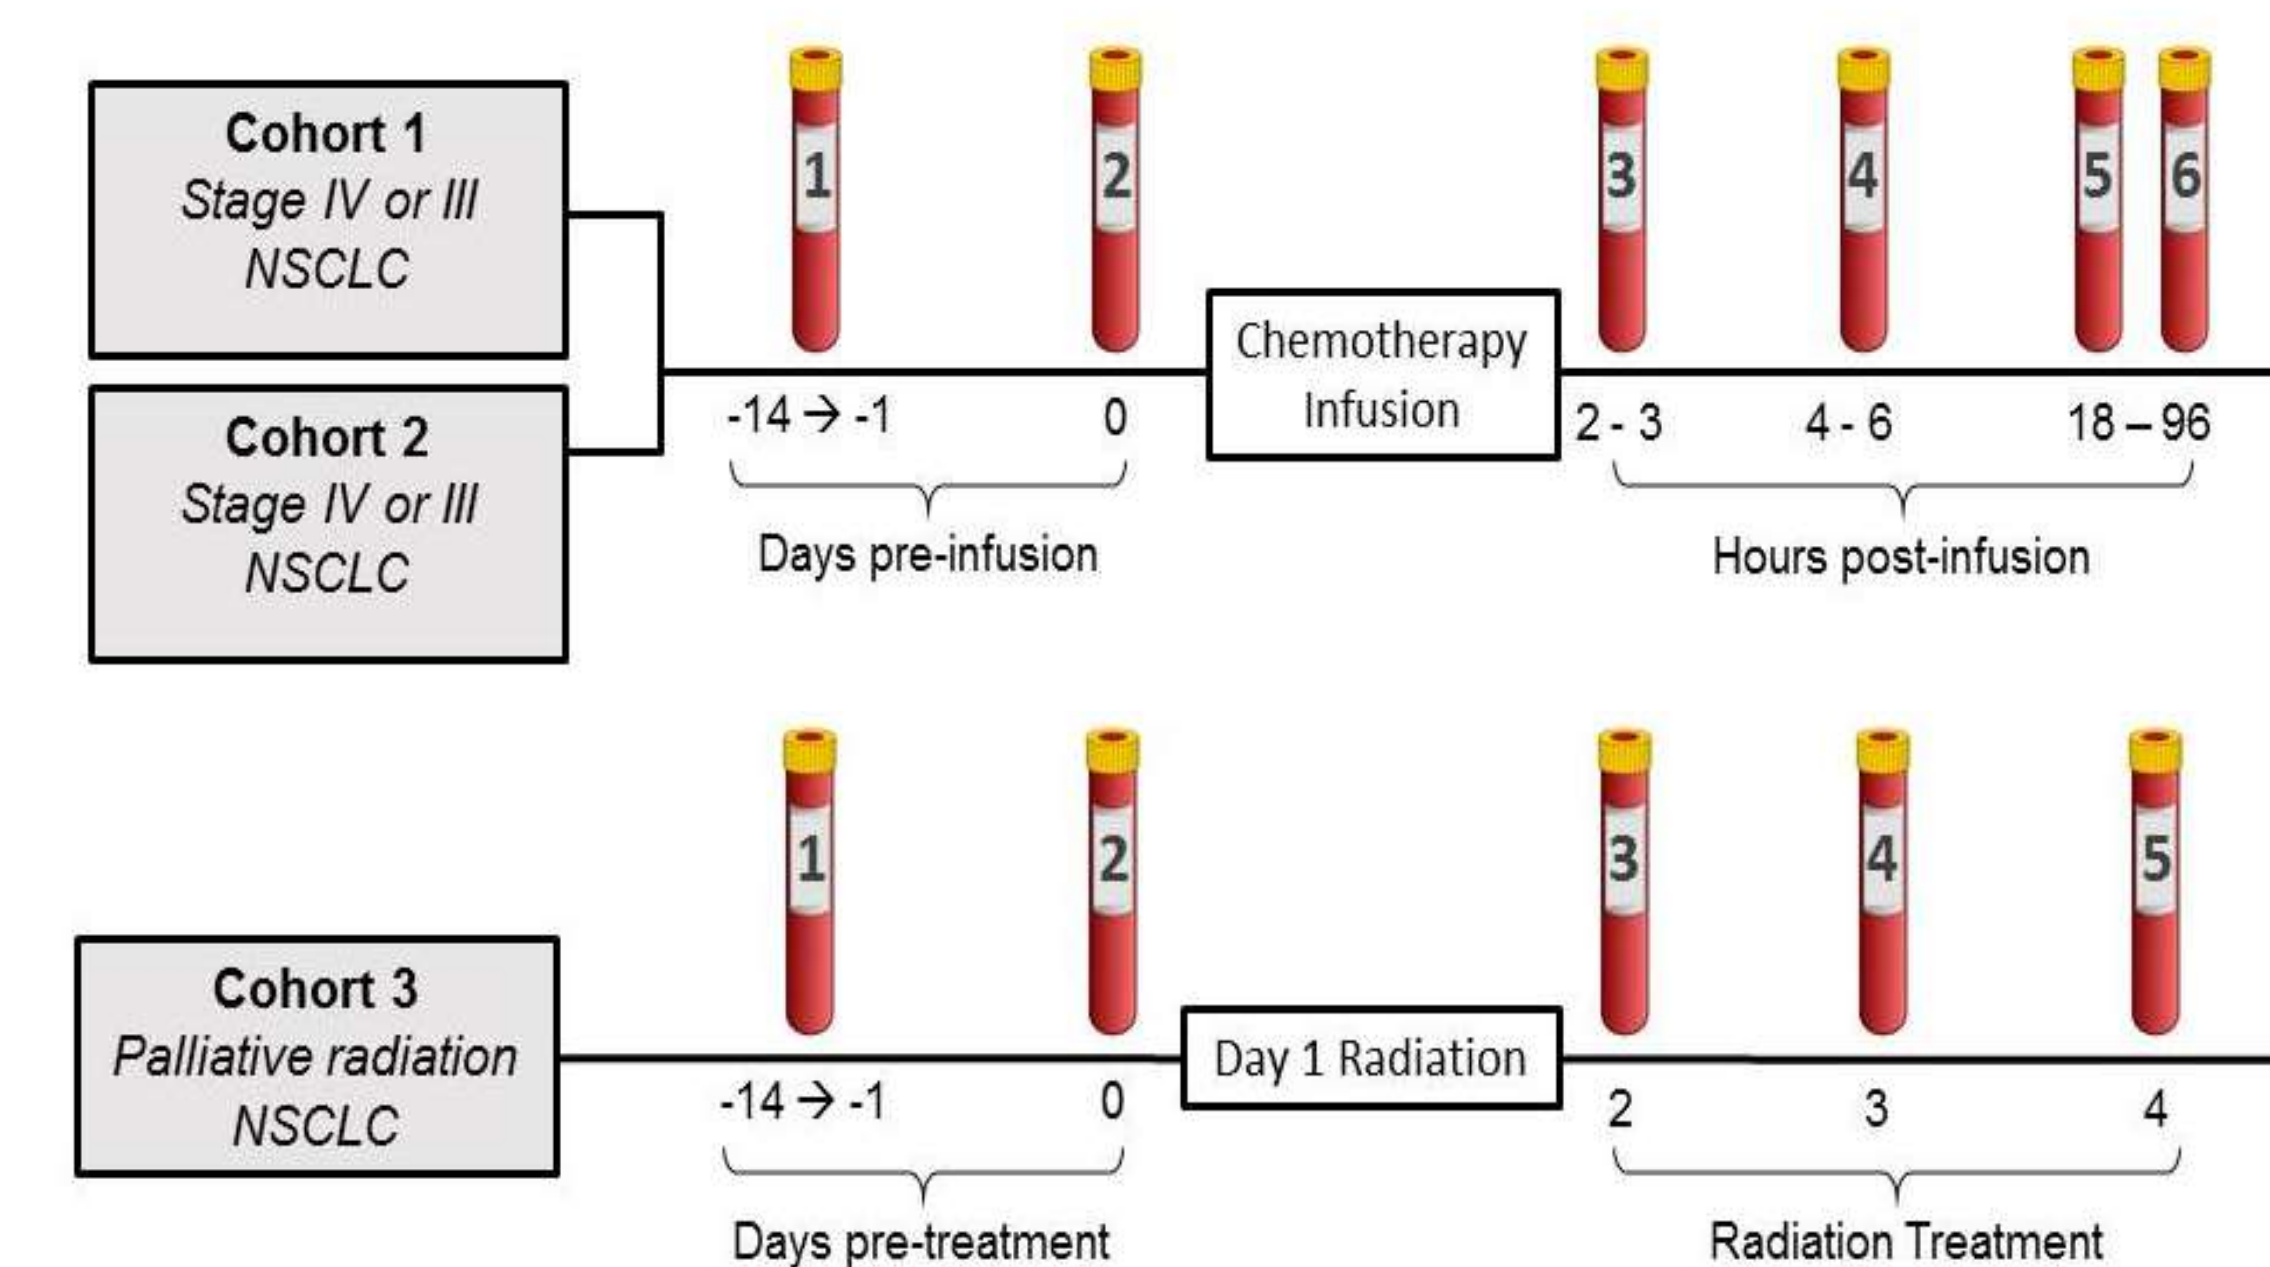 Cohort 1
Stage IV or III
NSCLC
Cohort 2
Stage IV or III
NSCLC
1
2
3
4
5
6
Chemotherapy
Infusion
-14 → -1
0
2 - 3
4 - 6
18 – 96
Days pre-infusion
Hours post-infusion
Cohort 3
Palliative radiation
NSCLC
1
2
3
4
5
Day 1 Radiation
-14 → -1
0
2
3
4
Days pre-treatment
Radiation Treatment